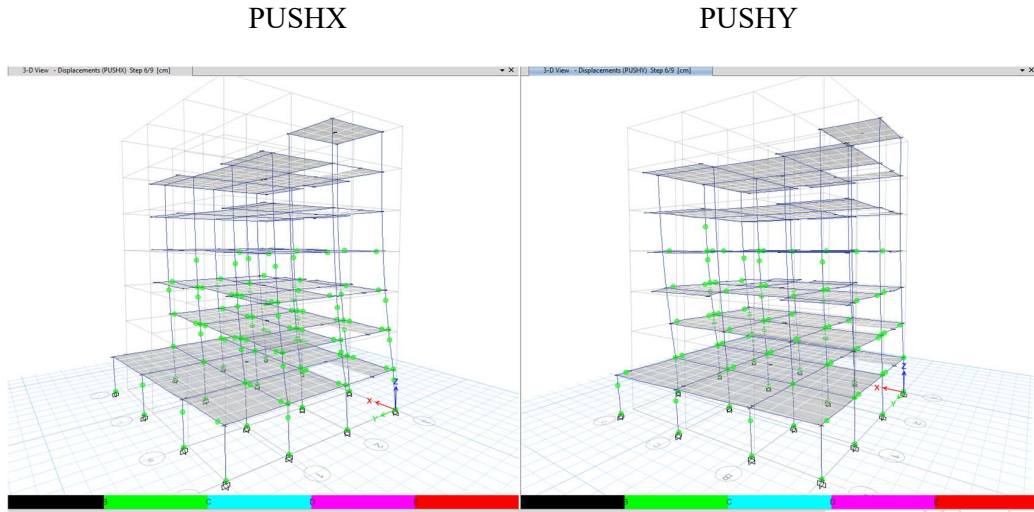 PUSHX
PUSHY
3-D View - Displacements (PUSHX) Step 6/9 [cm]
3-D View - Displacements (PUSHY) Step 6/9 [cm]
Z
X
Y
Z
X
Y
B
C
D
E
B
C
D
E